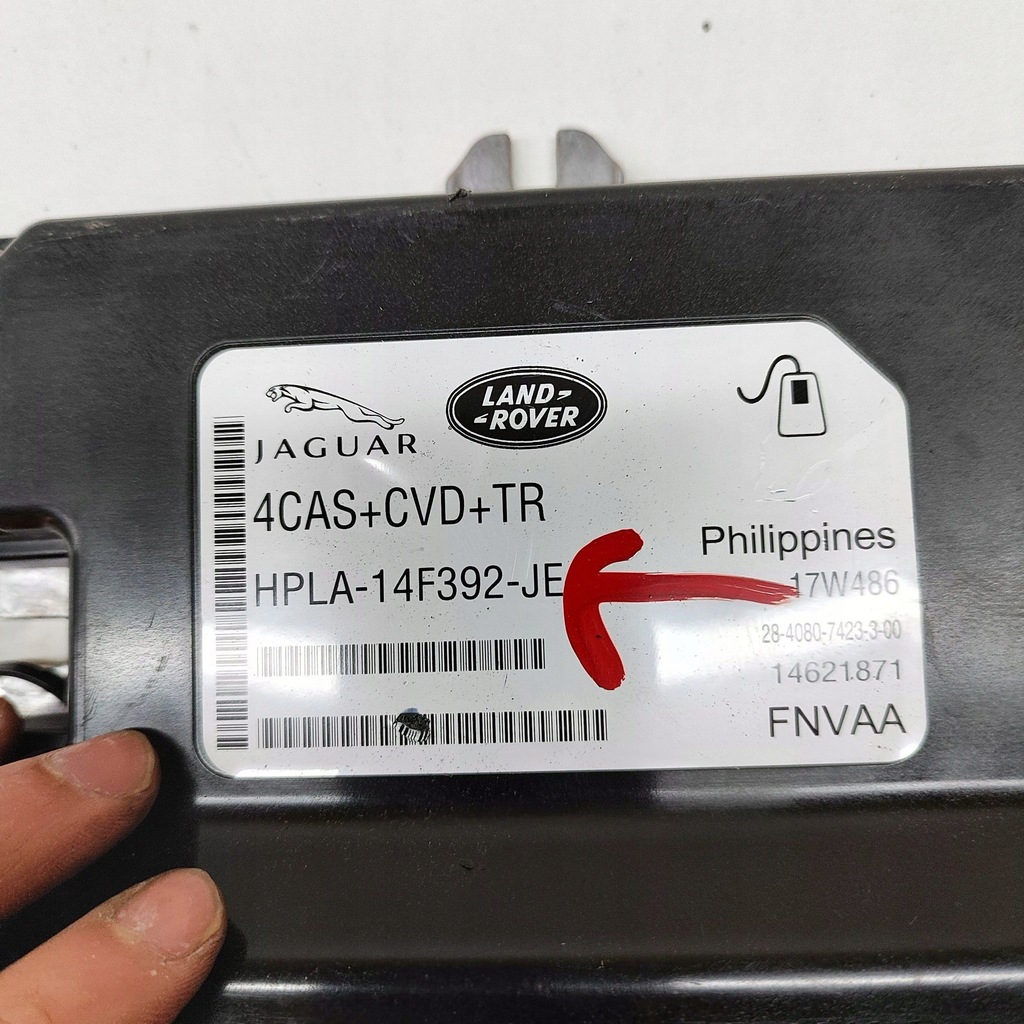 JAGUAR
LAND-
-ROVER
4CAS+CVD+TR
HPLA-14F392-JE
Philippines
17W486
28-4080-7423-3-00
14621871
FNVAA